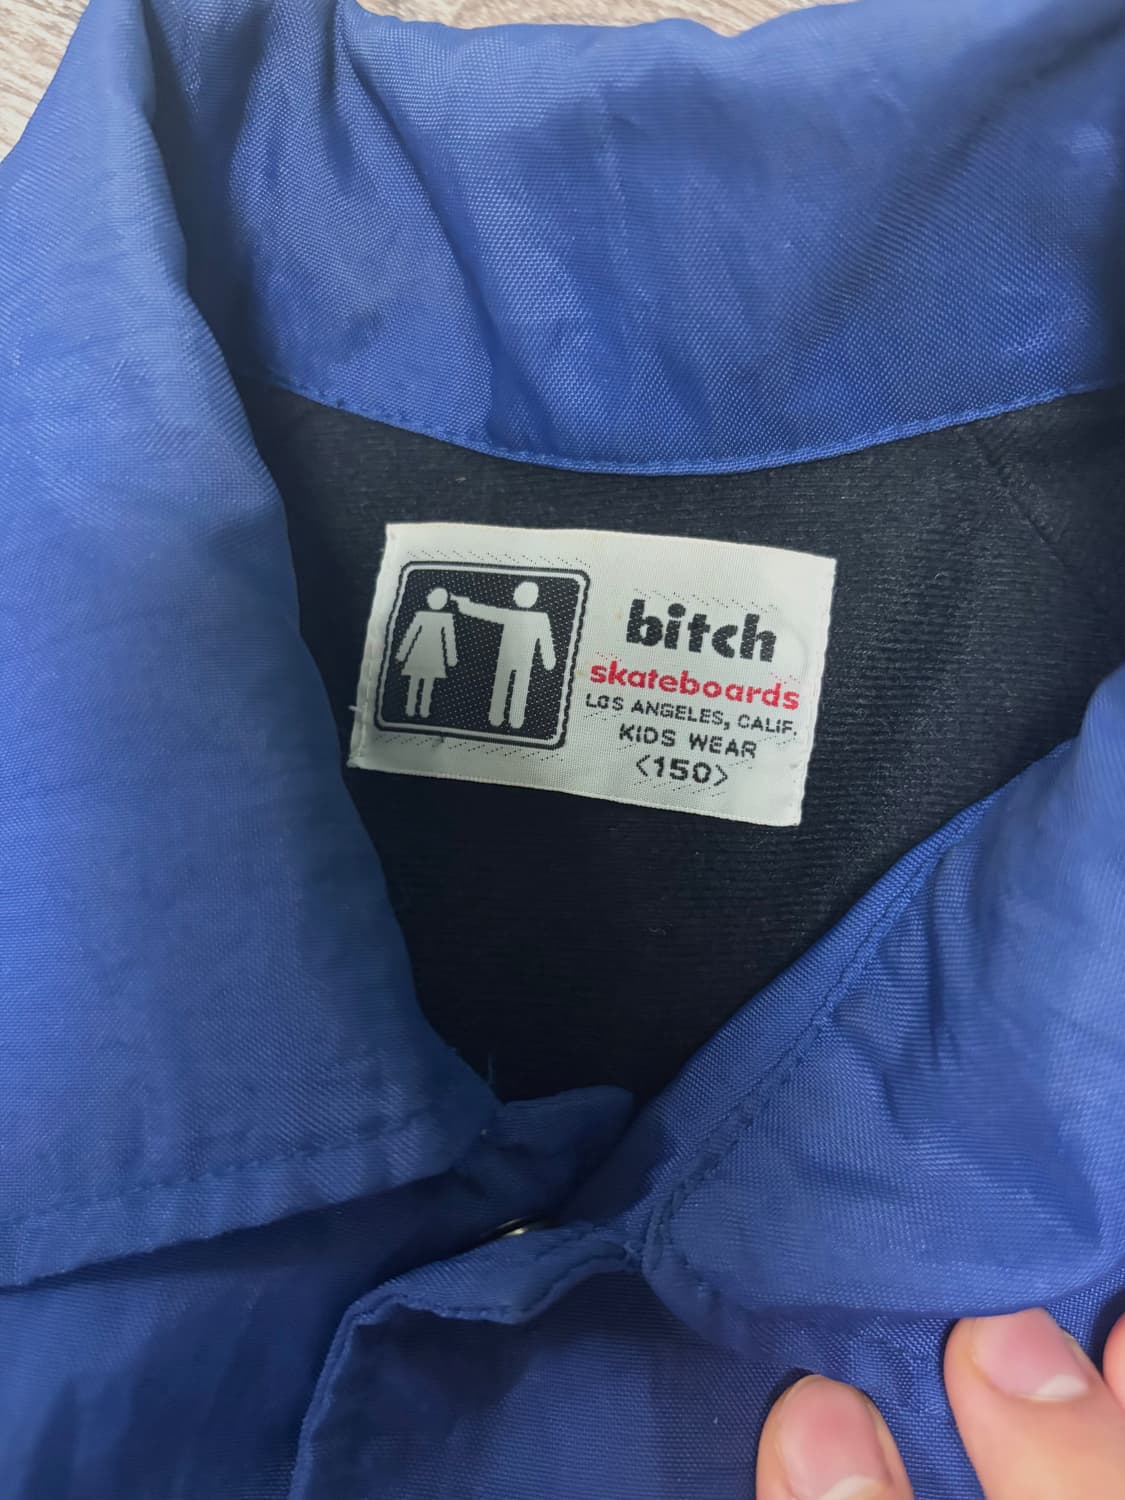 bitch
skateboards
LOS ANGELES, CALIF.
KIDS WEAR
<150>